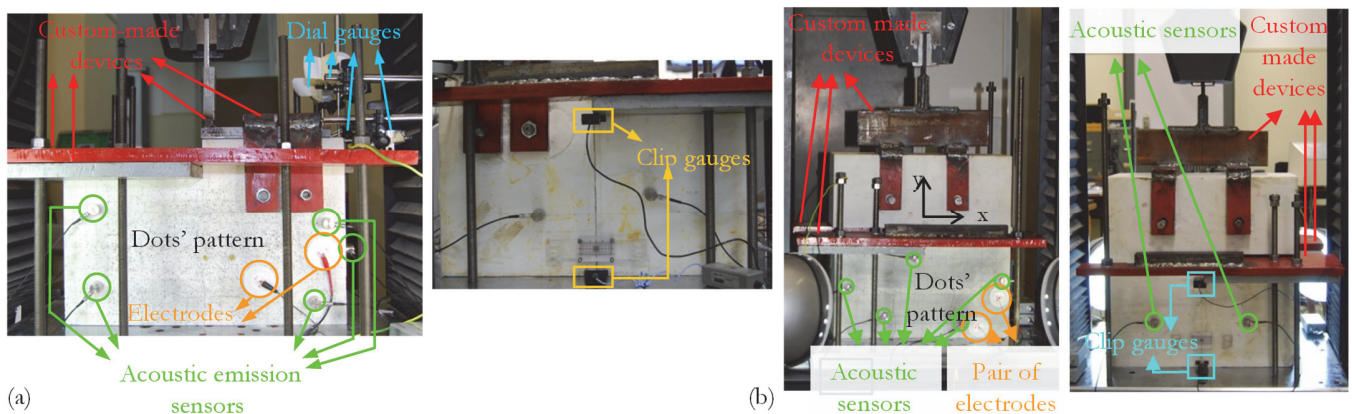 Custom-made
devices
Dial gauges
Clip gauges
Dots' pattern
Electrodes
Acoustic emission
sensors
(a)
Custom made
devices
y
x
Dots'
pattern
Acoustic
sensors
Pair of
electrodes
Acoustic sensors
Custom
made
devices
Clip gauges
(b)